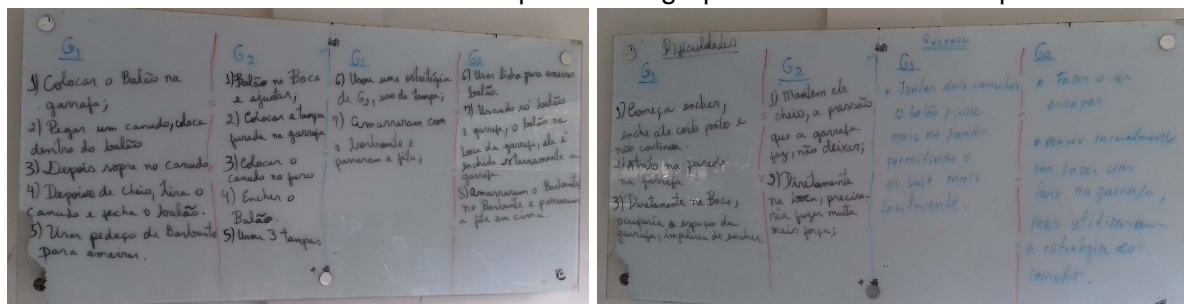 G1
1) Colocar o Balão na
garrafa;
2) Pegar um canudo, coloca
dentro do balão
3) Depois sopra no canudo
4) Depois de cheio, tira o
canudo e fecha o balão.
5) Usar pedaço de Barbante
para amarrar.
G2
1) Balão na Boca
e ajustar;
2) Colocar a tampa
furada na garrafa
3) Colocar o
canudo no furo
4) Encher o
Balão.
5) Usou 3 tampas
G1
6) Usou uma estratégia
de G2, uso da tampa;
7) Amarraram com
o barbante e
passaram a fita;
G2
6) Usar linha para amarrar
balão.
7) Usando só balão
e garrafa, o balão na
boca da garrafa, ela é
enchida externamente a
garrafa.
8) Amarraram o Barbante
no Barbante e passaram
a fita em cima.
Dificuldades
G1
1) Começa encher,
enche até certo ponto e
não continua.
2) Atrito na parede
na garrafa
3) Diretamente na Boca,
ocuparia o espaço da
garrafa, impediria de encher
G2
1) Mantem ele
cheio, a pressão
que a garrafa
faz, não deixar;
2) Diretamente
na boca, precisa-
ria fazer muita
mais força;
Sucesso
G1
* Juntar dois canudos
o balão
mais no fundo
permitindo o
ar sair mais
facilmente.
G2
* Fazer o ar
escapar
* pensar inicialmente
em fazer um
furo na garrafa,
mas utilizaram
a estratégia do
canudo.